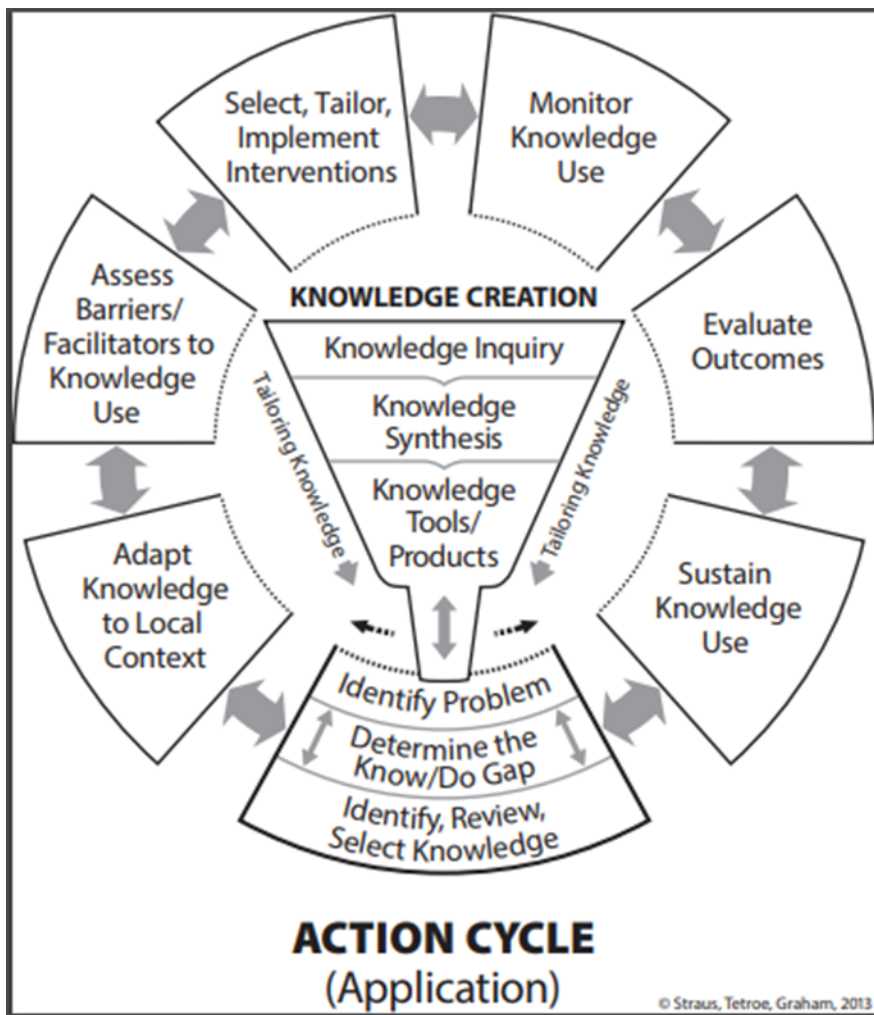 Select, Tailor,
Implement
Interventions
Monitor
Knowledge
Use
Assess
Barriers/
Facilitators to
Knowledge
Use
Evaluate
Outcomes
KNOWLEDGE CREATION
Knowledge Inquiry
Knowledge
Synthesis
Knowledge
Tools/
Products
Tailoring Knowledge
Tailoring Knowledge
Adapt
Knowledge
to Local
Context
Sustain
Knowledge
Use
Identify Problem
Determine the
Know/Do Gap
Identify, Review,
Select Knowledge
ACTION CYCLE
(Application)
© Straus, Tetroe, Graham, 2013